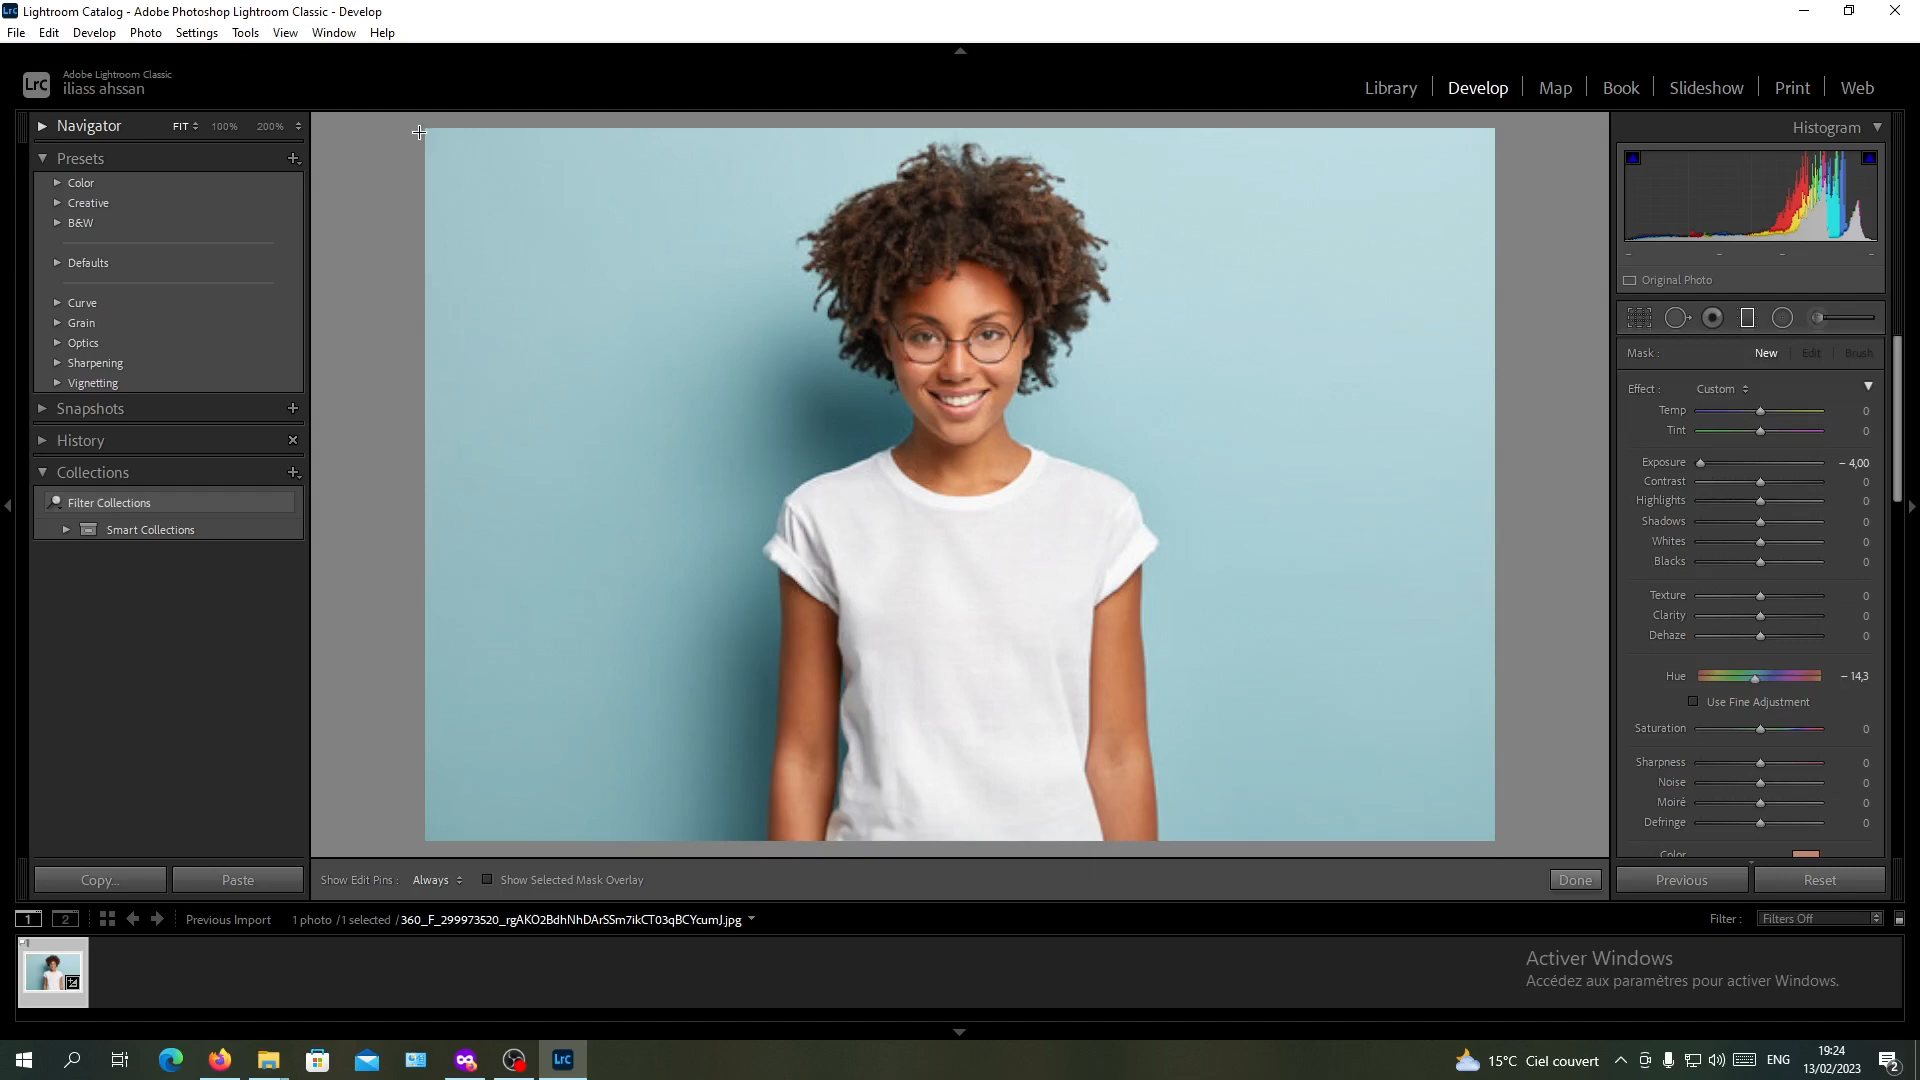 Lightroom Catalog - Adobe Photoshop Lightroom Classic - Develop
File Edit Develop Photo Settings Tools View Window Help
LrC
Adobe Lightroom Classic
iliass ahssan
Library Develop Map Book Slideshow Print Web
Navigator FIT 100% 200%
Presets
Color
Creative
B&W
Defaults
Curve
Grain
Optics
Sharpening
Vignetting
Snapshots
History
Collections
Filter Collections
Smart Collections
Copy... Paste
Show Edit Pins : Always Show Selected Mask Overlay Done
Histogram
Original Photo
Mask : New Edit Brush
Effect : Custom
Temp 0
Tint 0
Exposure – 4,00
Contrast 0
Highlights 0
Shadows 0
Whites 0
Blacks 0
Texture 0
Clarity 0
Dehaze 0
Hue – 14,3
Use Fine Adjustment
Saturation 0
Sharpness 0
Noise 0
Moiré 0
Defringe 0
Color
Previous Reset
1 2 Previous Import 1 photo / 1 selected / 360_F_299973520_rgAKO2BdhNhDArSSm7ikCT03qBCYcumJ.jpg Filter : Filters Off
Activer Windows
Accédez aux paramètres pour activer Windows.
LrC
15°C Ciel couvert ENG 19:24
13/02/2023
2